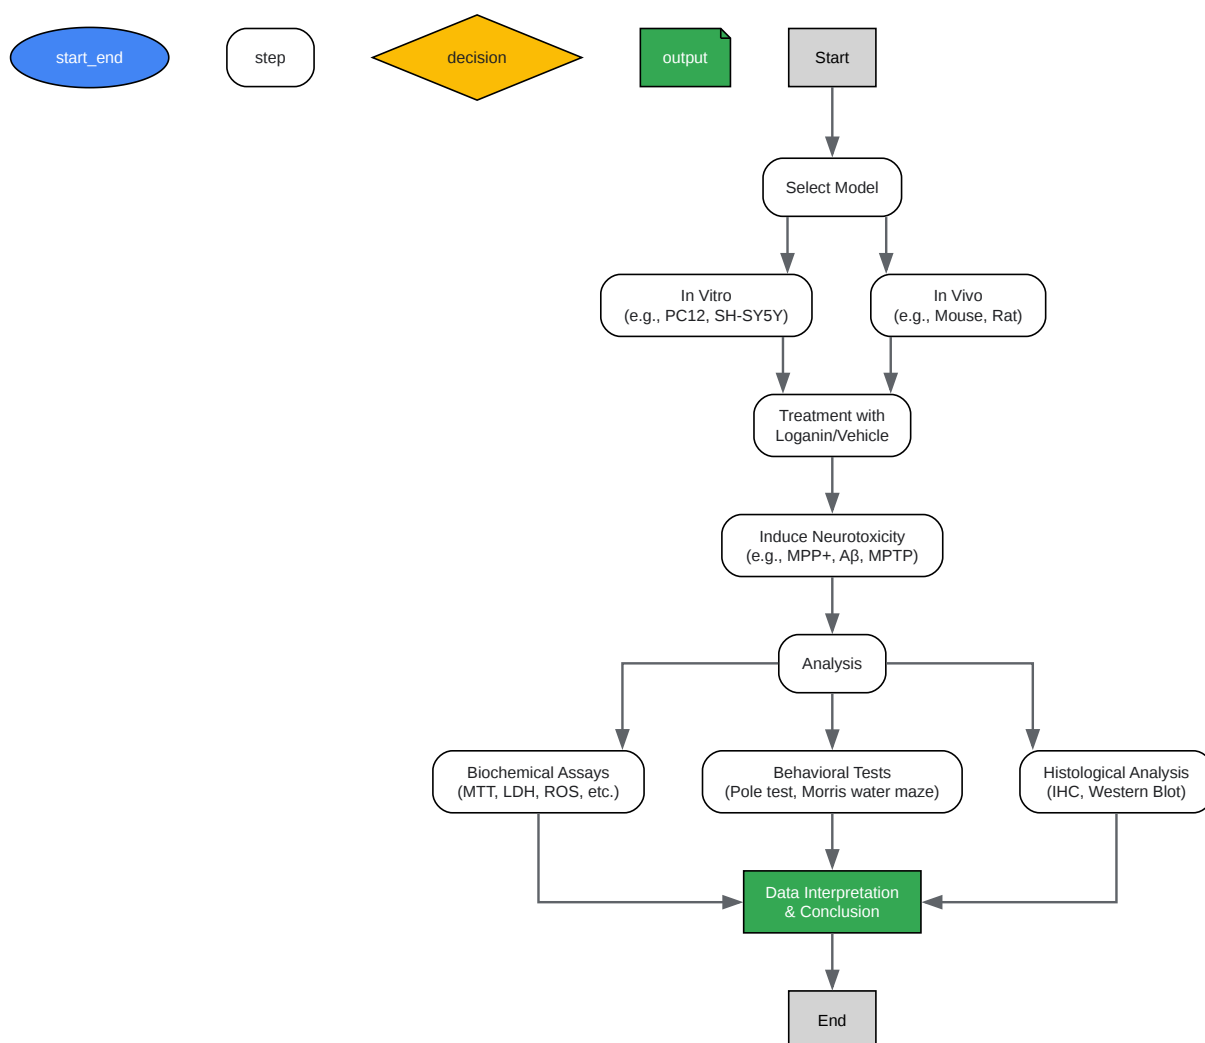 start_end
step
decision
output
Start
Select Model
In Vitro
(e.g., PC12, SH-SY5Y)
In Vivo
(e.g., Mouse, Rat)
Treatment with
Loganin/Vehicle
Induce Neurotoxicity
(e.g., MPP+, Aβ, MPTP)
Analysis
Biochemical Assays
(MTT, LDH, ROS, etc.)
Behavioral Tests
(Pole test, Morris water maze)
Histological Analysis
(IHC, Western Blot)
Data Interpretation
& Conclusion
End